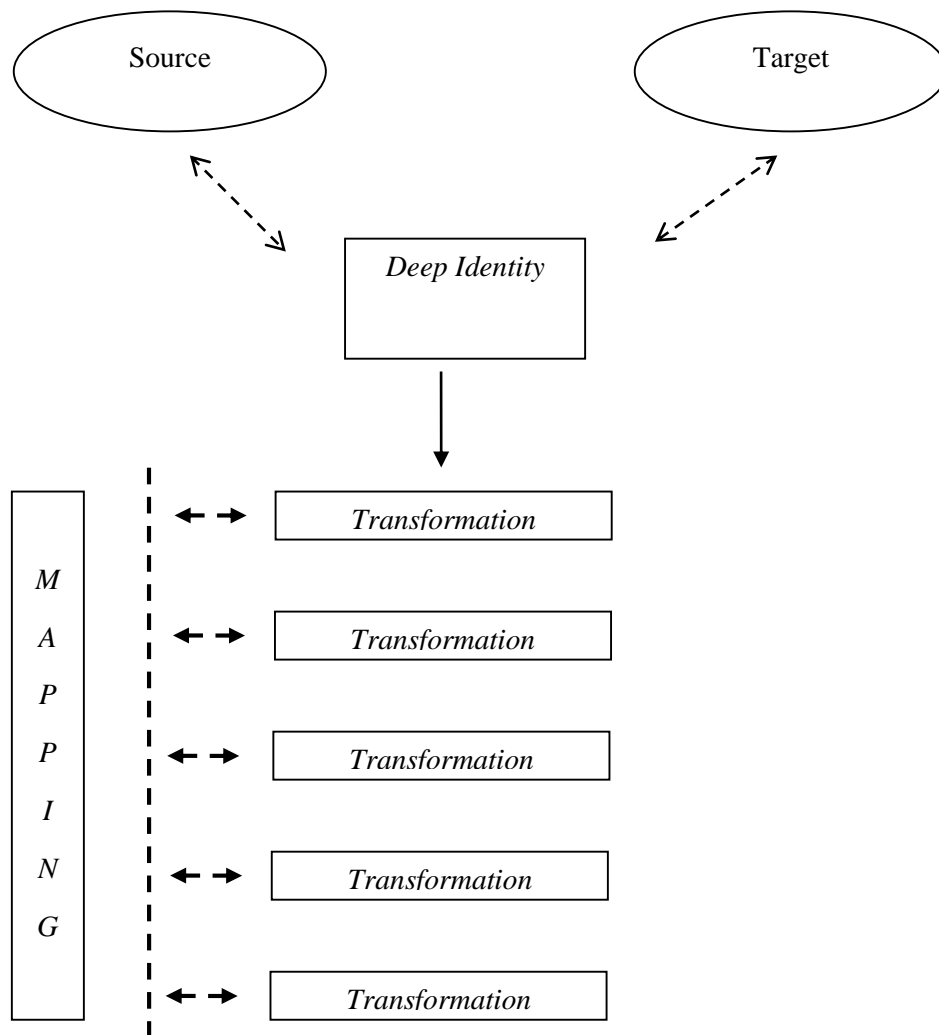 Source
Target
Deep Identity
Transformation
Transformation
Transformation
Transformation
Transformation
M
A
P
P
I
N
G